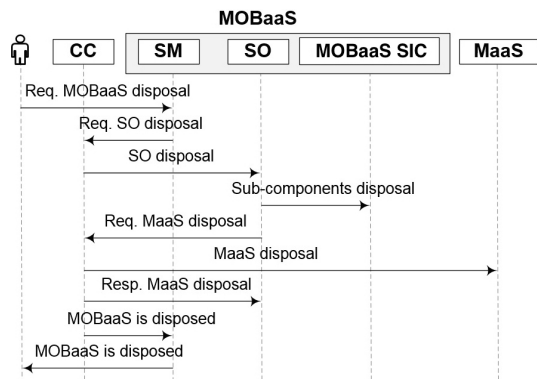 MOBaaS
CC SM SO MOBaaS SIC MaaS
Req. MOBaaS disposal
Req. SO disposal
SO disposal
Sub-components disposal
Req. MaaS disposal
MaaS disposal
Resp. MaaS disposal
MOBaaS is disposed
MOBaaS is disposed